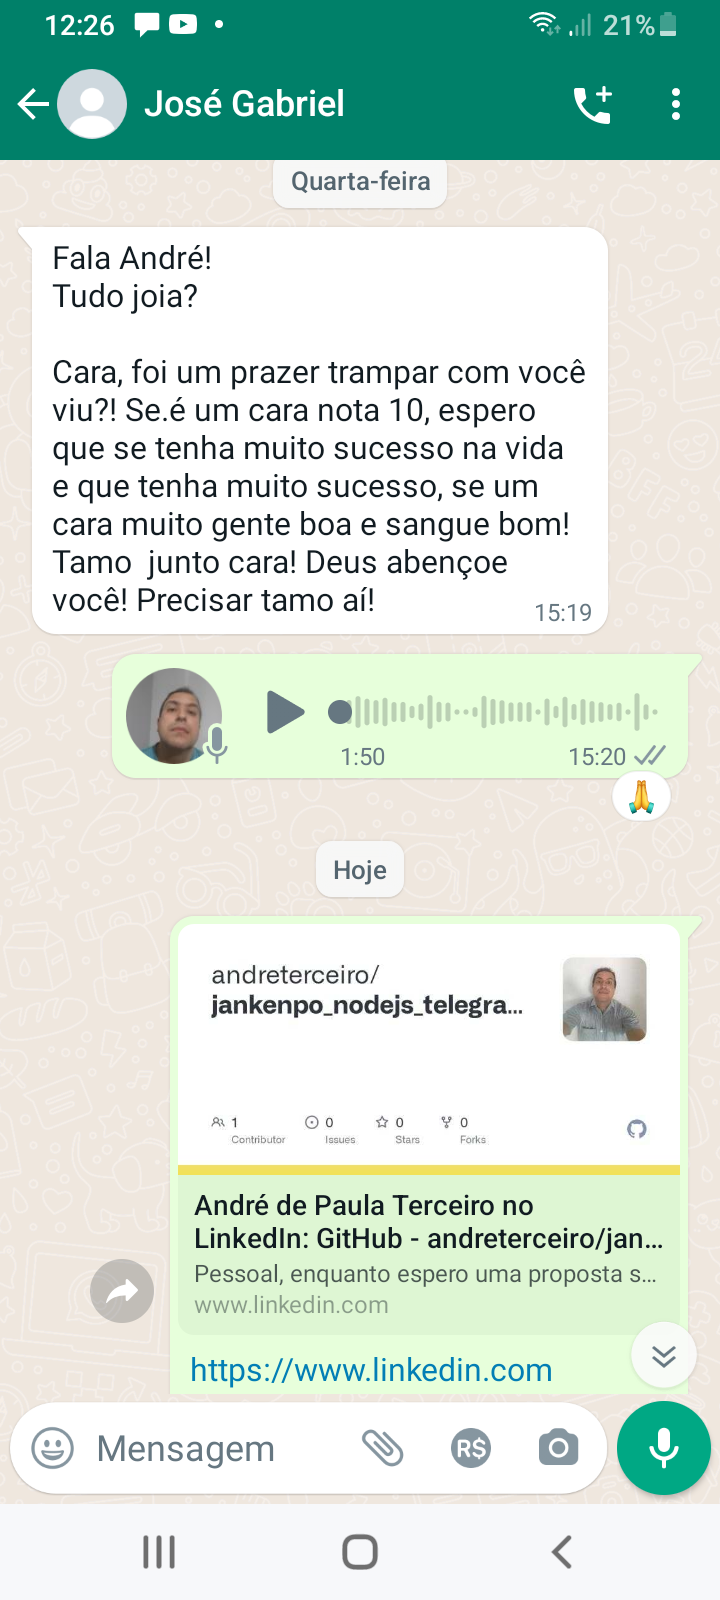 12:26
21%
José Gabriel
Quarta-feira
Fala André!
Tudo joia?
Cara, foi um prazer trampar com você
viu?! Se.é um cara nota 10, espero
que se tenha muito sucesso na vida
e que tenha muito sucesso, se um
cara muito gente boa e sangue bom!
Tamo  junto cara! Deus abençoe
você! Precisar tamo aí!
15:19
1:50
15:20
Hoje
andreterceiro/
jankenpo_nodejs_telegra...
1
Contributor
0
Issues
0
Stars
0
Forks
André de Paula Terceiro no
LinkedIn: GitHub - andreterceiro/jan...
Pessoal, enquanto espero uma proposta s...
www.linkedin.com
https://www.linkedin.com
Mensagem
R$